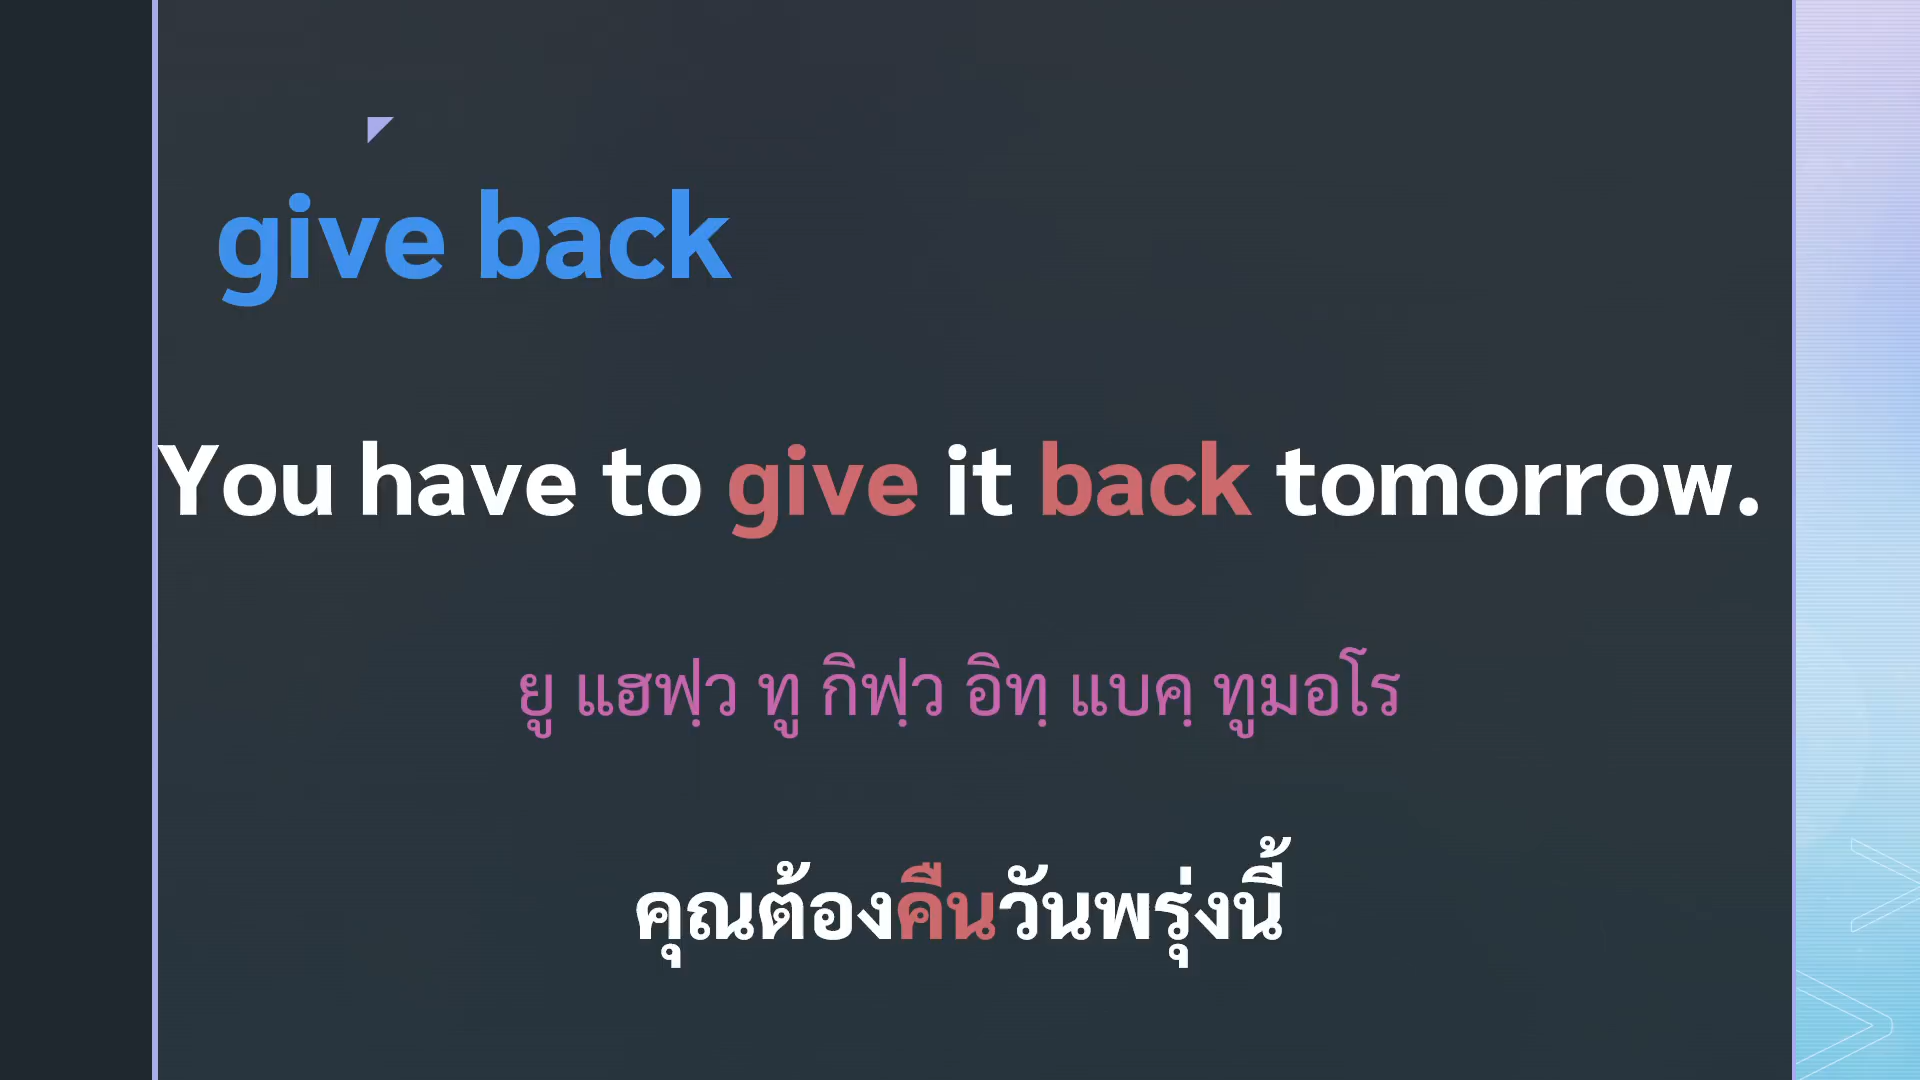 give back
You have to give it back tomorrow.
ยู แฮฟฺว ทู กิฟฺว อิทฺ แบคฺ ทูมอโร
คุณต้องคืนวันพรุ่งนี้